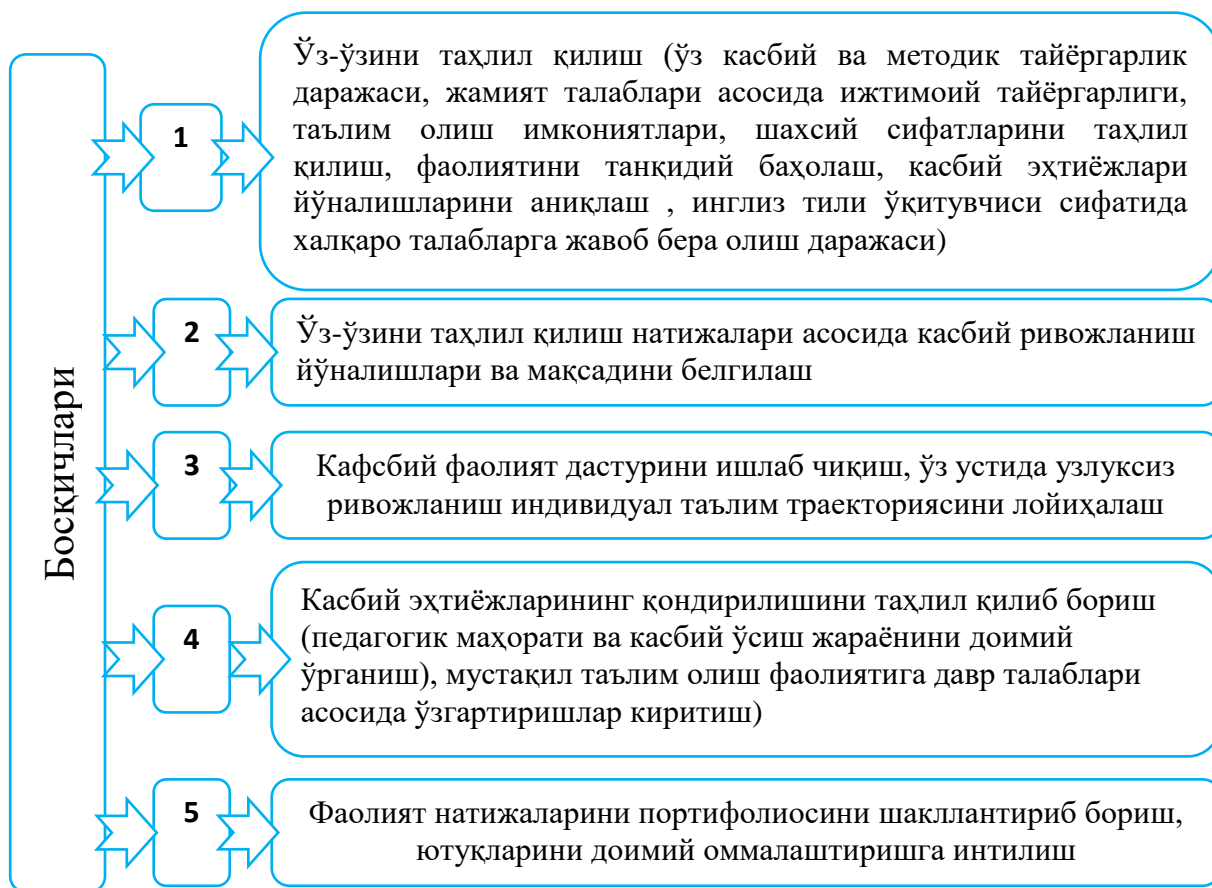 Босқичлари
1
Ўз-ўзини таҳлил қилиш (ўз касбий ва методик тайёргарлик
даражаси, жамият талаблари асосида ижтимоий тайёргарлиги,
таълим олиш имкониятлари, шахсий сифатларини таҳлил
қилиш, фаолиятини танқидий баҳолаш, касбий эҳтиёжлари
йўналишларини аниқлаш , инглиз тили ўқитувчиси сифатида
халқаро талабларга жавоб бера олиш даражаси)
2
Ўз-ўзини таҳлил қилиш натижалари асосида касбий ривожланиш
йўналишлари ва мақсадини белгилаш
3
Кафсбий фаолият дастурини ишлаб чиқиш, ўз устида узлуксиз
ривожланиш индивидуал таълим траекториясини лойиҳалаш
4
Касбий эҳтиёжларининг қондирилишини таҳлил қилиб бориш
(педагогик маҳорати ва касбий ўсиш жараёнини доимий
ўрганиш), мустақил таълим олиш фаолиятига давр талаблари
асосида ўзгартиришлар киритиш)
5
Фаолият натижаларини портифолиосини шакллантириб бориш,
ютуқларини доимий оммалаштиришга интилиш